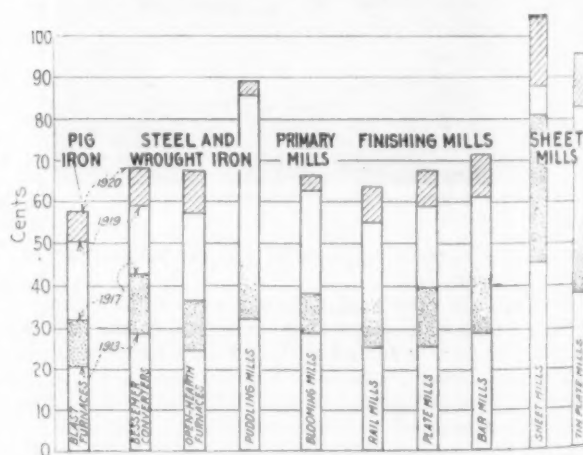 100
90
80
70
60
50
40
30
20
10
0
Cents
PIG
IRON
STEEL AND
WROUGHT IRON
PRIMARY
MILLS
FINISHING MILLS
SHEET
MILLS
1920
1919
1917
1913
BLAST
FURNACES
BESSEMER
CONVERTERS
OPEN-HEARTH
FURNACES
PUDDLING MILLS
BLOOMING MILLS
RAIL MILLS
PLATE MILLS
BAR MILLS
SHEET MILLS
TIN PLATE MILLS